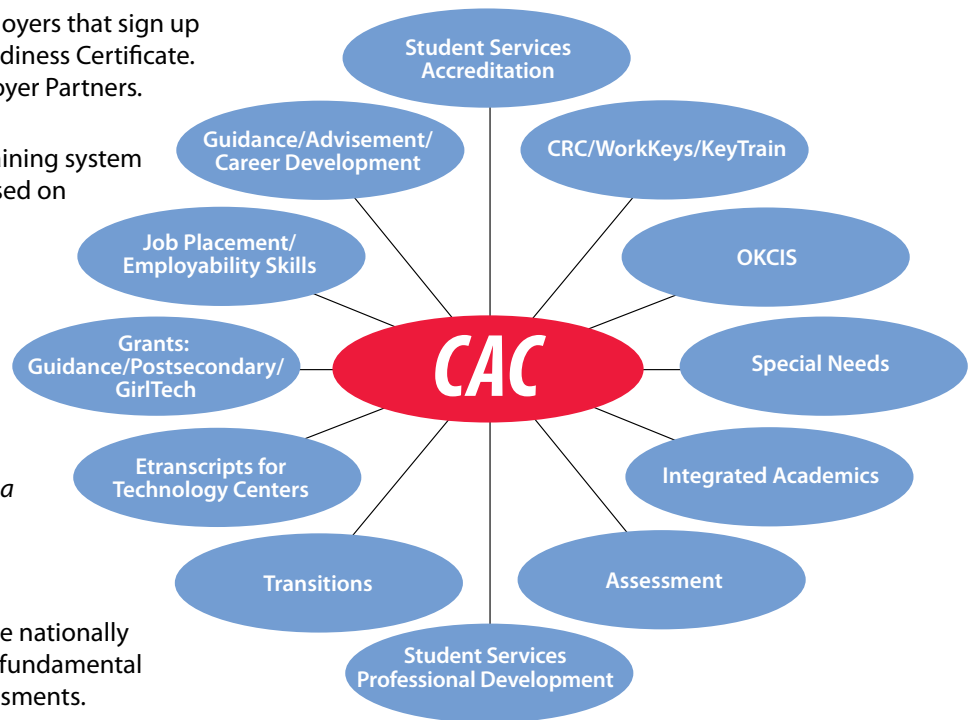 oyers that sign up
diness Certificate.
oyer Partners.
ining system
sed on
a
e nationally
fundamental
sments.
Student Services
Accreditation
Guidance/Advisement/
Career Development
CRC/WorkKeys/KeyTrain
Job Placement/
Employability Skills
OKCIS
Grants:
Guidance/Postsecondary/
GirlTech
CAC
Special Needs
Etranscripts for
Technology Centers
Integrated Academics
Transitions
Assessment
Student Services
Professional Development